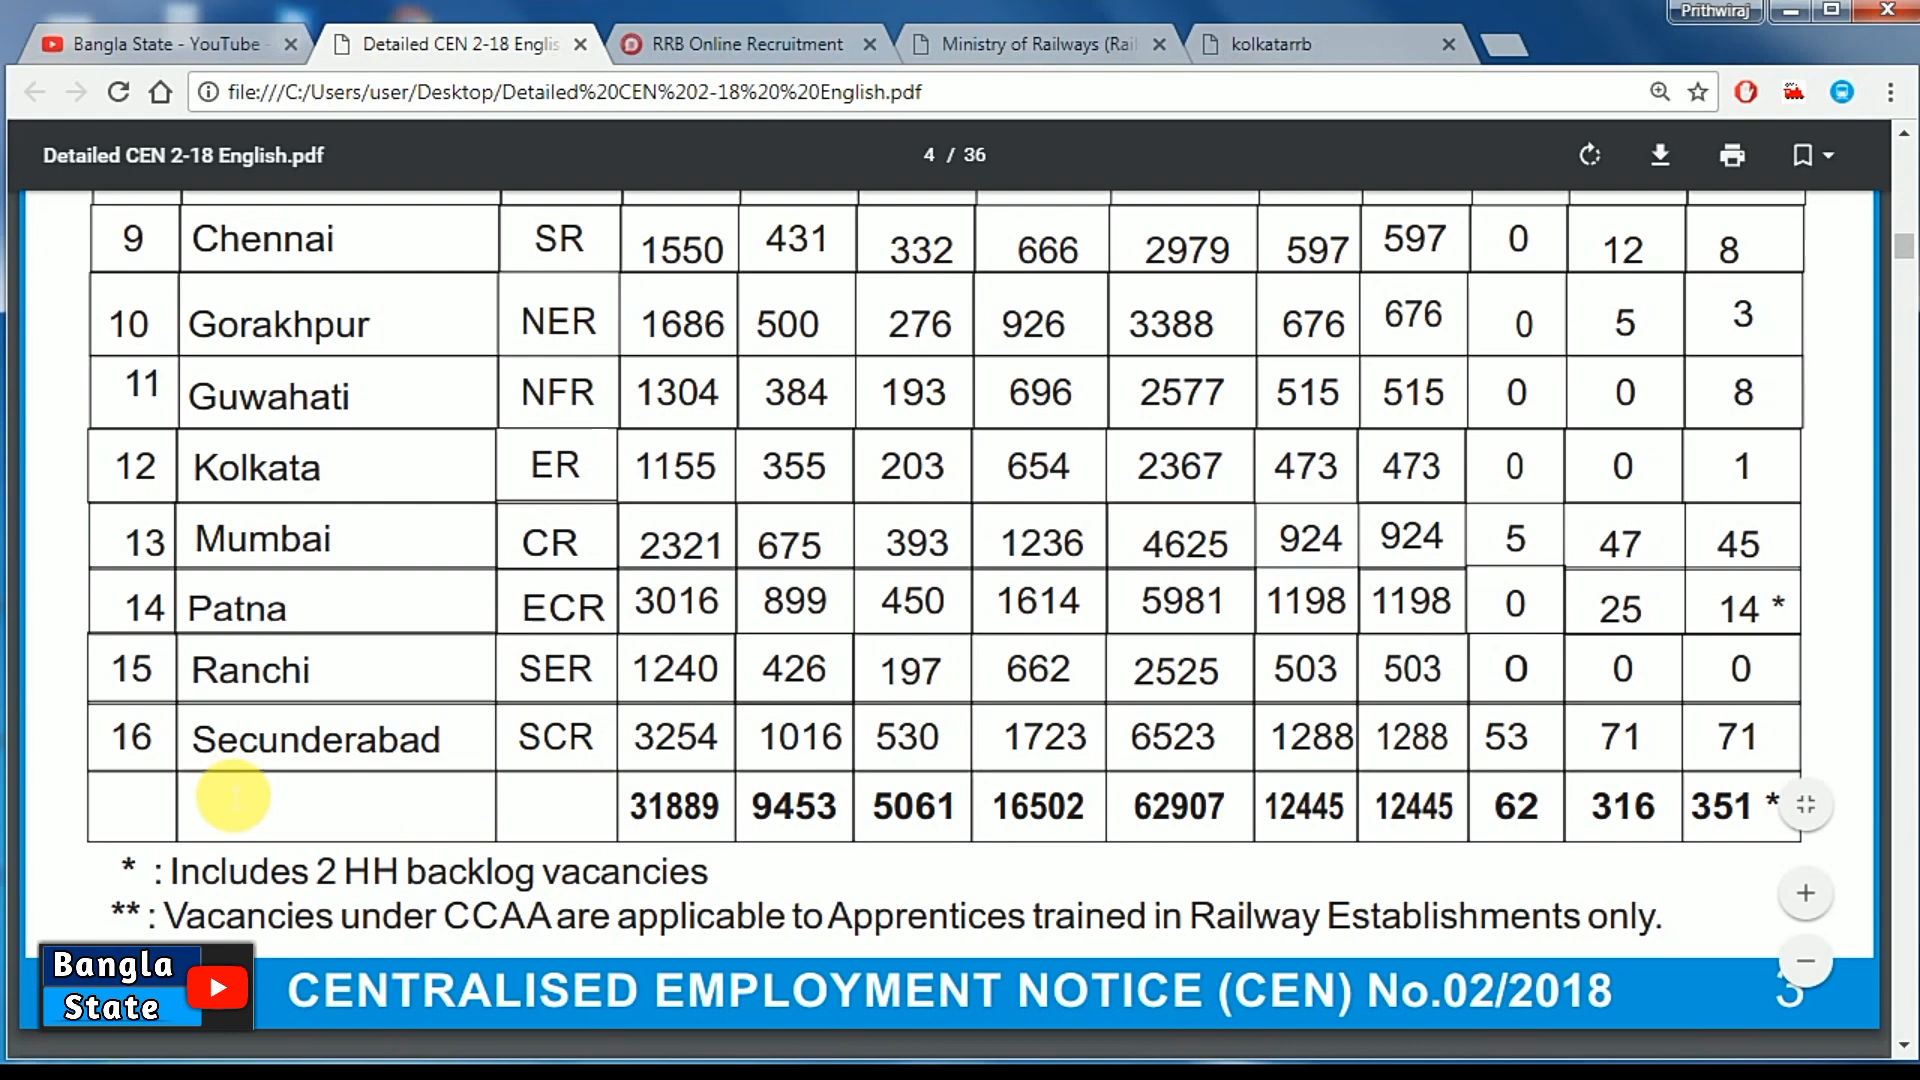 Prithwiraj
Bangla State - YouTube -
Detailed CEN 2-18 Englis
RRB Online Recruitment
Ministry of Railways (Rail
kolkatarrb
file:///C:/Users/user/Desktop/Detailed%20CEN%202-18%20%20English.pdf
Detailed CEN 2-18 English.pdf 4 / 36
9 Chennai SR 1550 431 332 666 2979 597 597 0 12 8
10 Gorakhpur NER 1686 500 276 926 3388 676 676 0 5 3
11 Guwahati NFR 1304 384 193 696 2577 515 515 0 0 8
12 Kolkata ER 1155 355 203 654 2367 473 473 0 0 1
13 Mumbai CR 2321 675 393 1236 4625 924 924 5 47 45
14 Patna ECR 3016 899 450 1614 5981 1198 1198 0 25 14 *
15 Ranchi SER 1240 426 197 662 2525 503 503 0 0 0
16 Secunderabad SCR 3254 1016 530 1723 6523 1288 1288 53 71 71
31889 9453 5061 16502 62907 12445 12445 62 316 351 *
* : Includes 2 HH backlog vacancies
** : Vacancies under CCAA are applicable to Apprentices trained in Railway Establishments only.
Bangla
State
CENTRALISED EMPLOYMENT NOTICE (CEN) No.02/2018 3